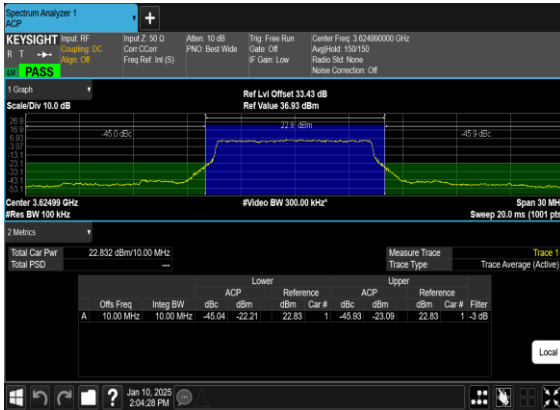 Spectrum Analyzer 1
ACP
+
KEYSIGHT Input: RF Input Z: 50 Ω Atten: 10 dB Trig: Free Run Center Freq: 3.624990000 GHz
R T Coupling: DC Corr CCorr PNO: Best Wide Gate: Off Avg|Hold: 150/150
Align: Off Freq Ref: Int (S) IF Gain: Low Radio Std: None
LXI PASS Noise Correction: Off
1 Graph
Ref Lvl Offset 33.43 dB
Scale/Div 10.0 dB Ref Value 36.93 dBm
26.9
16.9 -45.0 dBc 22.8 dBm -45.9 dBc
6.93
-3.07
-13.1
-23.1
-33.1
-43.1
-53.1
Center 3.62499 GHz #Video BW 300.00 kHz* Span 30 MH
#Res BW 100 kHz Sweep 20.0 ms (1001 pts
2 Metrics
Total Car Pwr 22.832 dBm/10.00 MHz Measure Trace Trace 1
Total PSD --- Trace Type Trace Average (Active)
Lower Upper
ACP Reference ACP Reference
Offs Freq Integ BW dBc dBm dBm Car # dBc dBm dBm Car # Filter
A 10.00 MHz 10.00 MHz -45.04 -22.21 22.83 1 -45.93 -23.09 22.83 1 -3 dB
Local
? Jan 10, 2025
2:04:28 PM